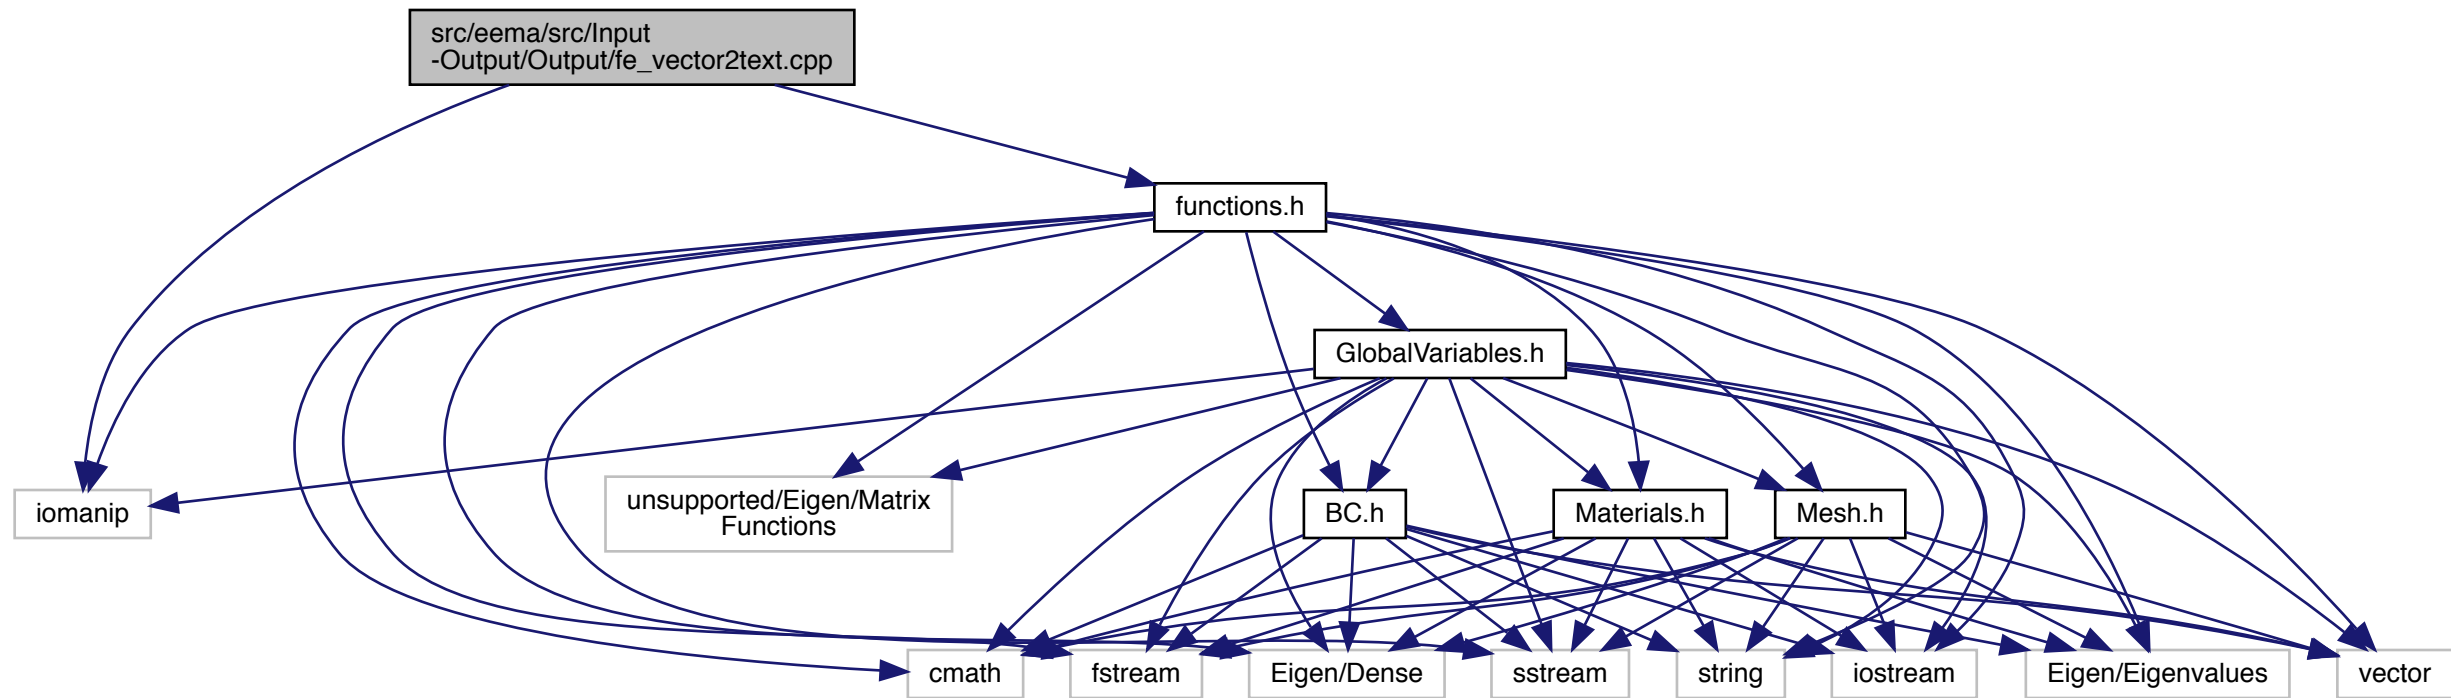 src/eema/src/Input
-Output/Output/fe_vector2text.cpp
functions.h
GlobalVariables.h
iomanip
unsupported/Eigen/Matrix
Functions
BC.h
Materials.h
Mesh.h
cmath
fstream
Eigen/Dense
sstream
string
iostream
Eigen/Eigenvalues
vector